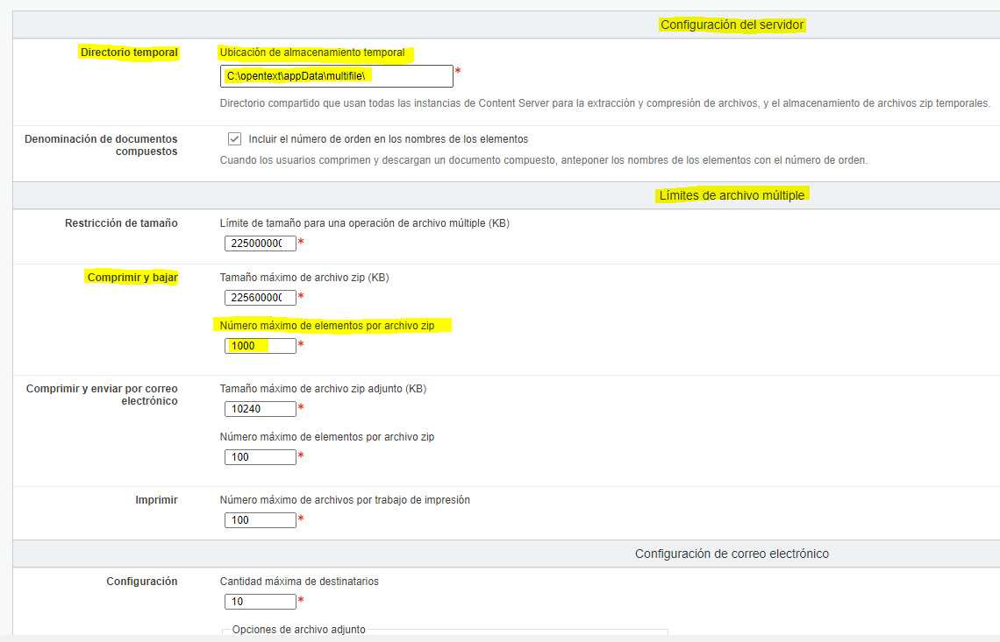 Configuración del servidor
Directorio temporal
Ubicación de almacenamiento temporal
C:\opentext\appData\multifile\ *
Directorio compartido que usan todas las instancias de Content Server para la extracción y compresión de archivos, y el almacenamiento de archivos zip temporales.
Denominación de documentos
compuestos
Incluir el número de orden en los nombres de los elementos
Cuando los usuarios comprimen y descargan un documento compuesto, anteponer los nombres de los elementos con el número de orden.
Límites de archivo múltiple
Restricción de tamaño
Límite de tamaño para una operación de archivo múltiple (KB)
22500000 *
Comprimir y bajar
Tamaño máximo de archivo zip (KB)
22560000 *
Número máximo de elementos por archivo zip
1000 *
Comprimir y enviar por correo
electrónico
Tamaño máximo de archivo zip adjunto (KB)
10240 *
Número máximo de elementos por archivo zip
100 *
Imprimir
Número máximo de archivos por trabajo de impresión
100 *
Configuración de correo electrónico
Configuración
Cantidad máxima de destinatarios
10 *
Opciones de archivo adjunto